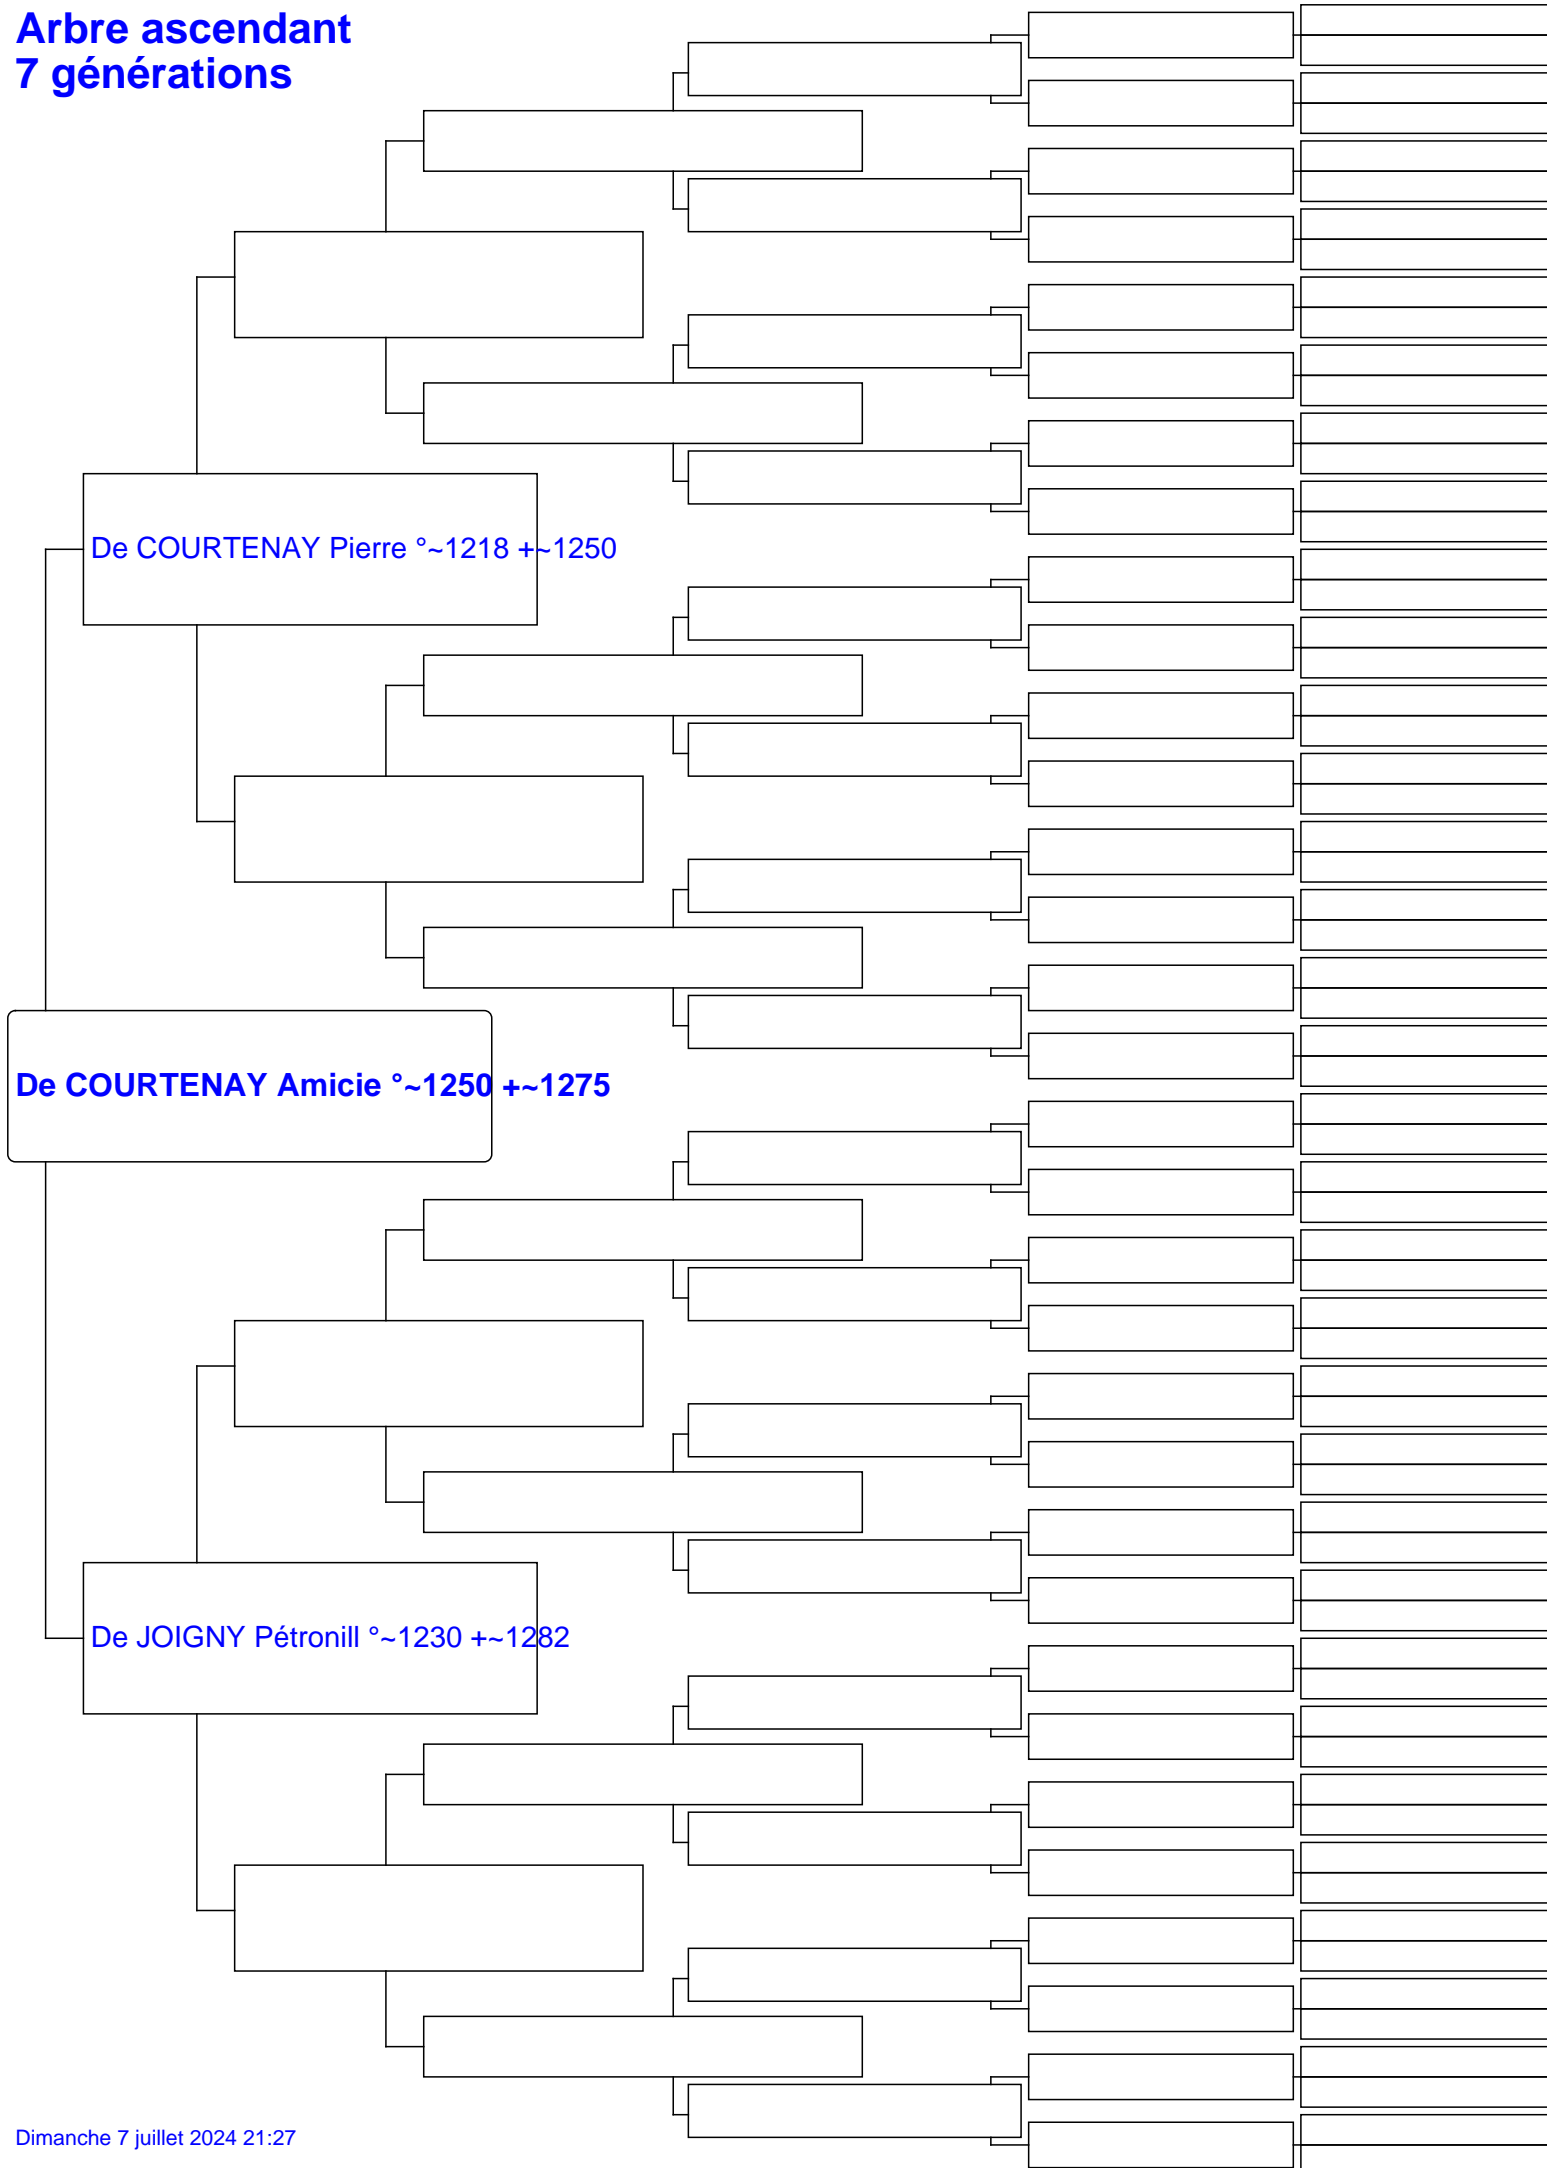 Arbre ascendant
7 générations
De COURTENAY Pierre °~1218 +~1250
De COURTENAY Amicie °~1250 +~1275
De JOIGNY Pétronill °~1230 +~1282
Dimanche 7 juillet 2024 21:27